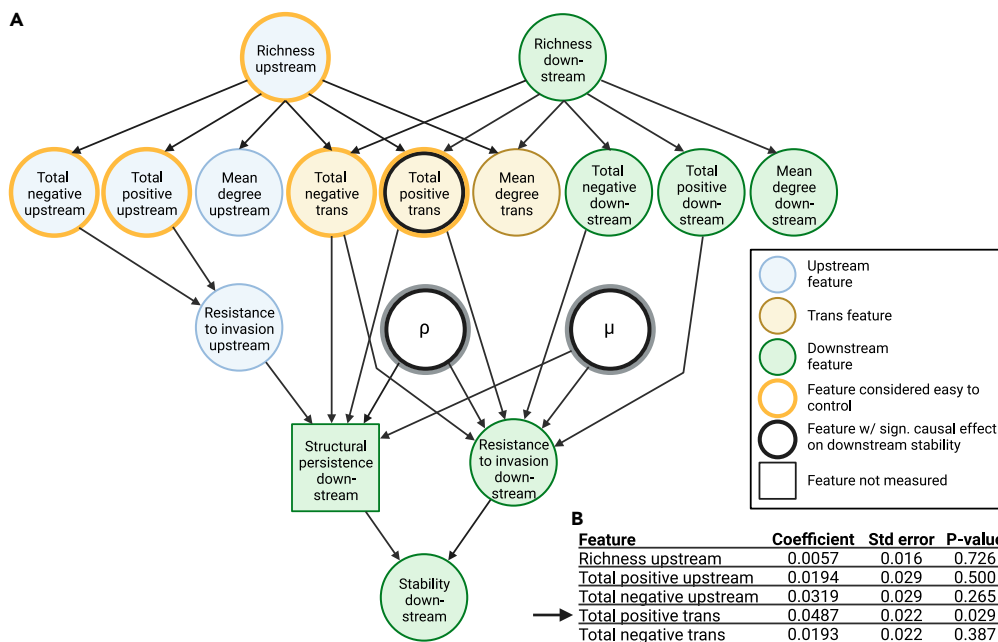 A
Richness
upstream
Richness
down-
stream
Total
negative
upstream
Total
positive
upstream
Mean
degree
upstream
Total
negative
trans
Total
positive
trans
Mean
degree
trans
Total
negative
down-
stream
Total
positive
down-
stream
Mean
degree
down-
stream
Resistance
to invasion
upstream
ρ
μ
Structural
persistence
down-
stream
Resistance
to invasion
down-
stream
Stability
down-
stream
Upstream
feature
Trans feature
Downstream
feature
Feature considered easy to
control
Feature w/ sign. causal effect
on downstream stability
Feature not measured
B
Feature Coefficient Std error P-value
Richness upstream 0.0057 0.016 0.726
Total positive upstream 0.0194 0.029 0.500
Total negative upstream 0.0319 0.029 0.265
Total positive trans 0.0487 0.022 0.029
Total negative trans 0.0193 0.022 0.387